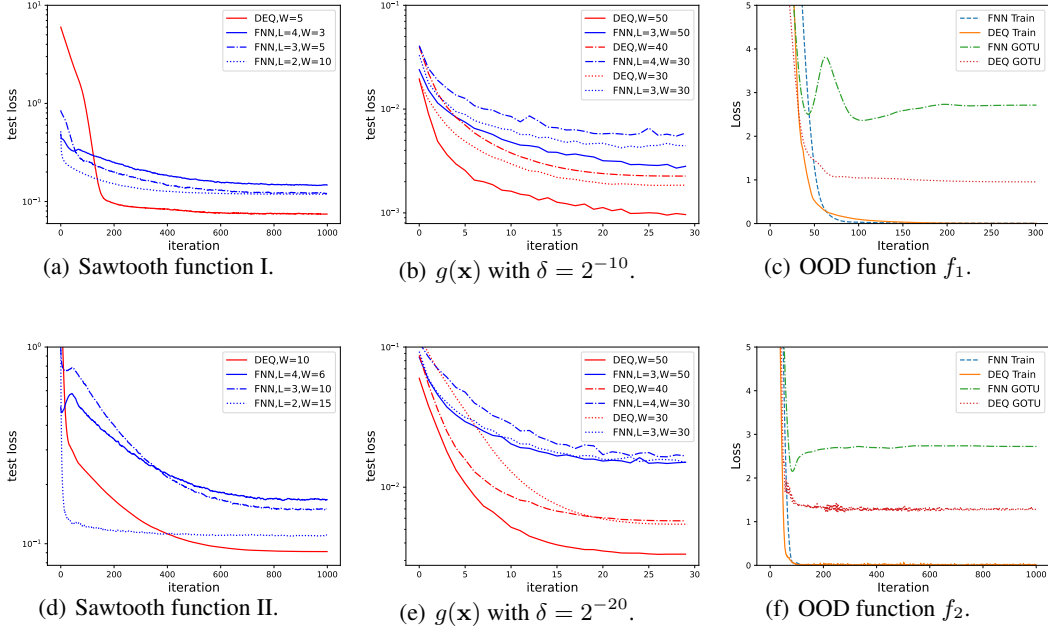 test loss
10^1
10^0
10^{-1}
DEQ,W=5
FNN,L=4,W=3
FNN,L=3,W=5
FNN,L=2,W=10
0 200 400 600 800 1000
iteration
(a) Sawtooth function I.
test loss
10^{-1}
10^{-2}
10^{-3}
DEQ,W=50
FNN,L=3,W=50
DEQ,W=40
FNN,L=4,W=30
DEQ,W=30
FNN,L=3,W=30
0 5 10 15 20 25 30
iteration
(b) g(x) with δ = 2^{-10}.
Loss
5
4
3
2
1
0
FNN Train
DEQ Train
FNN GOTU
DEQ GOTU
0 50 100 150 100 200 250 300
Iteration
(c) OOD function f_1.
test loss
10^0
10^{-1}
DEQ,W=10
FNN,L=4,W=6
FNN,L=3,W=10
FNN,L=2,W=15
0 200 400 600 800 1000
iteration
(d) Sawtooth function II.
test loss
10^{-1}
10^{-2}
DEQ,W=50
FNN,L=3,W=50
DEQ,W=40
FNN,L=4,W=30
DEQ,W=30
FNN,L=3,W=30
0 5 10 15 20 25 30
iteration
(e) g(x) with δ = 2^{-20}.
Loss
5
4
3
2
1
0
FNN Train
DEQ Train
FNN GOTU
DEQ GOTU
0 200 400 600 800 1000
Iteration
(f) OOD function f_2.